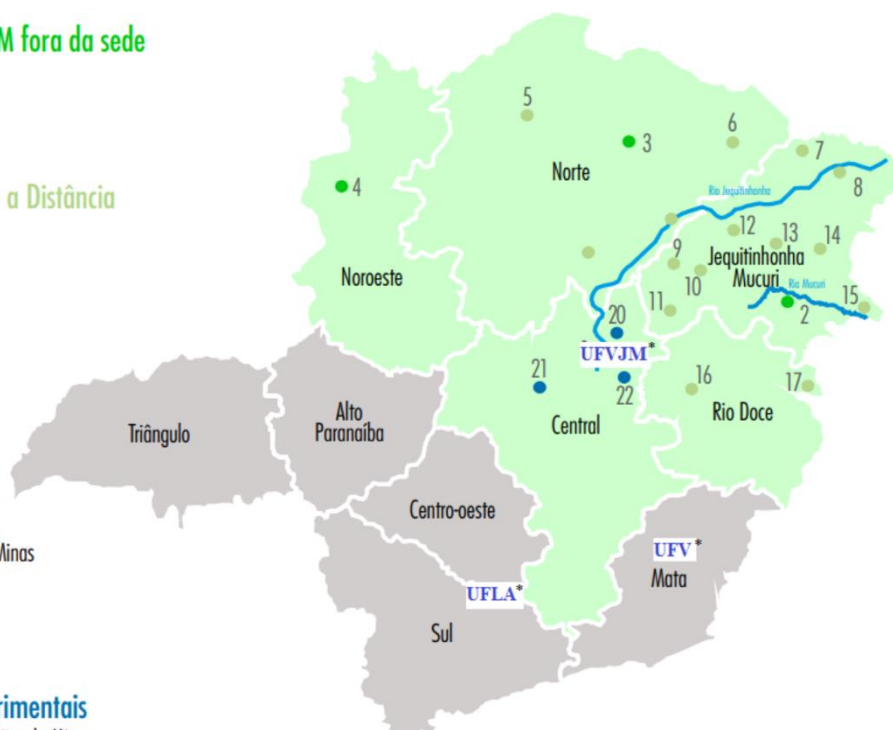 M fora da sede
a Distância
Minas
rimentais
5
3
6
7
4
Norte
Rio Jequitinhonha
8
12
13
14
9
Jequitinhonha
Mucuri
10
Noroeste
Rio Mucuri
11
20
2
15
UFVJM*
21
22
16
17
Triângulo
Alto
Paranaíba
Central
Rio Doce
Centro-oeste
UFV*
Mata
UFLA*
Sul